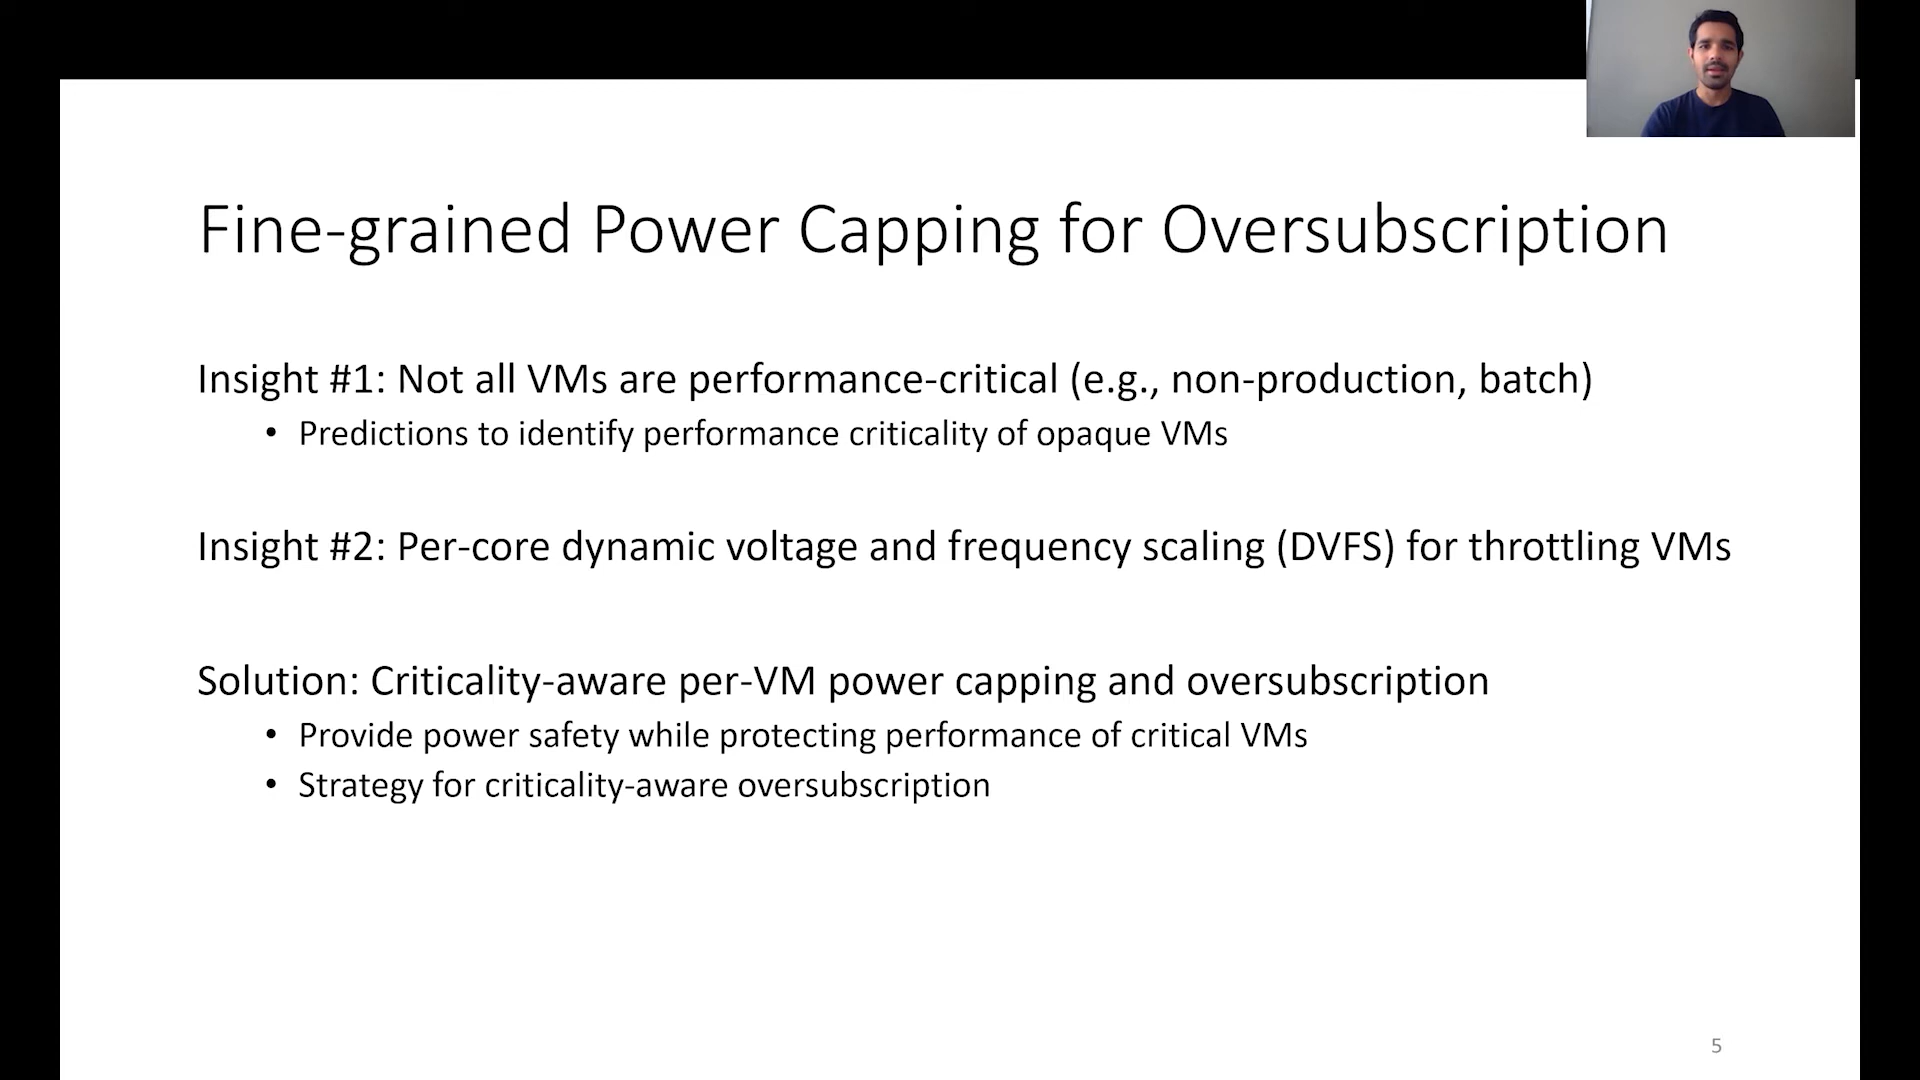 Fine-grained Power Capping for Oversubscription
Insight #1: Not all VMs are performance-critical (e.g., non-production, batch)
• Predictions to identify performance criticality of opaque VMs
Insight #2: Per-core dynamic voltage and frequency scaling (DVFS) for throttling VMs
Solution: Criticality-aware per-VM power capping and oversubscription
• Provide power safety while protecting performance of critical VMs
• Strategy for criticality-aware oversubscription
5